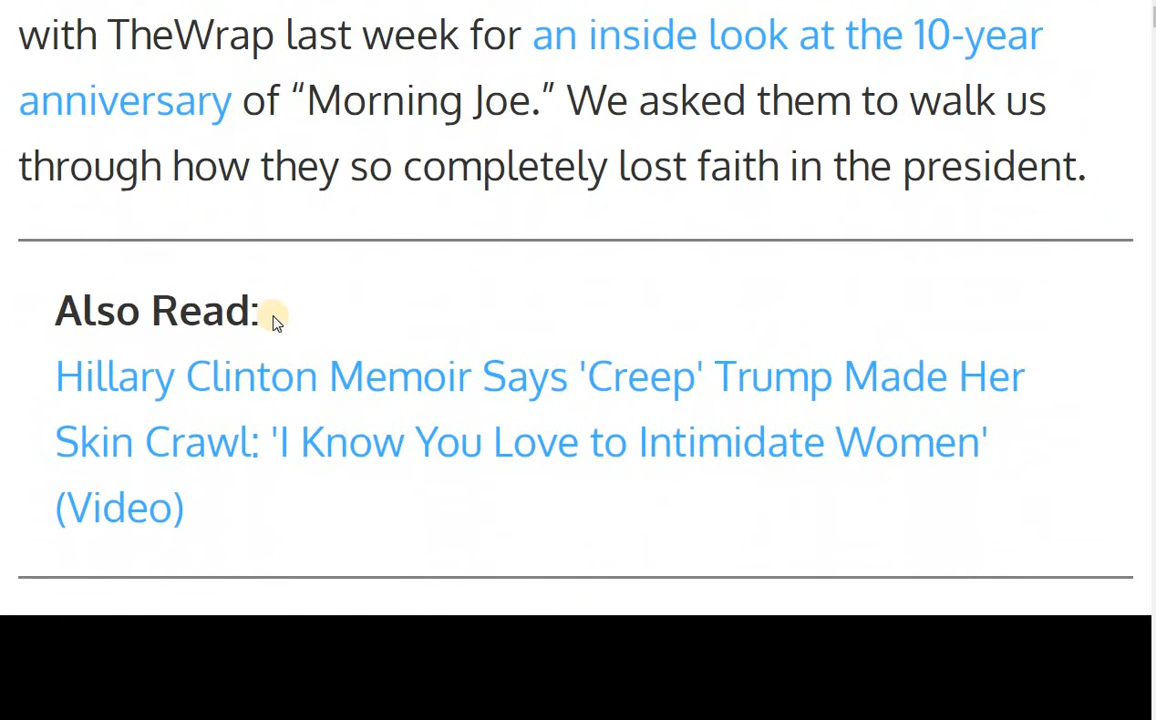 with TheWrap last week for an inside look at the 10-year
anniversary of “Morning Joe.” We asked them to walk us
through how they so completely lost faith in the president.
Also Read:
Hillary Clinton Memoir Says 'Creep' Trump Made Her
Skin Crawl: 'I Know You Love to Intimidate Women'
(Video)